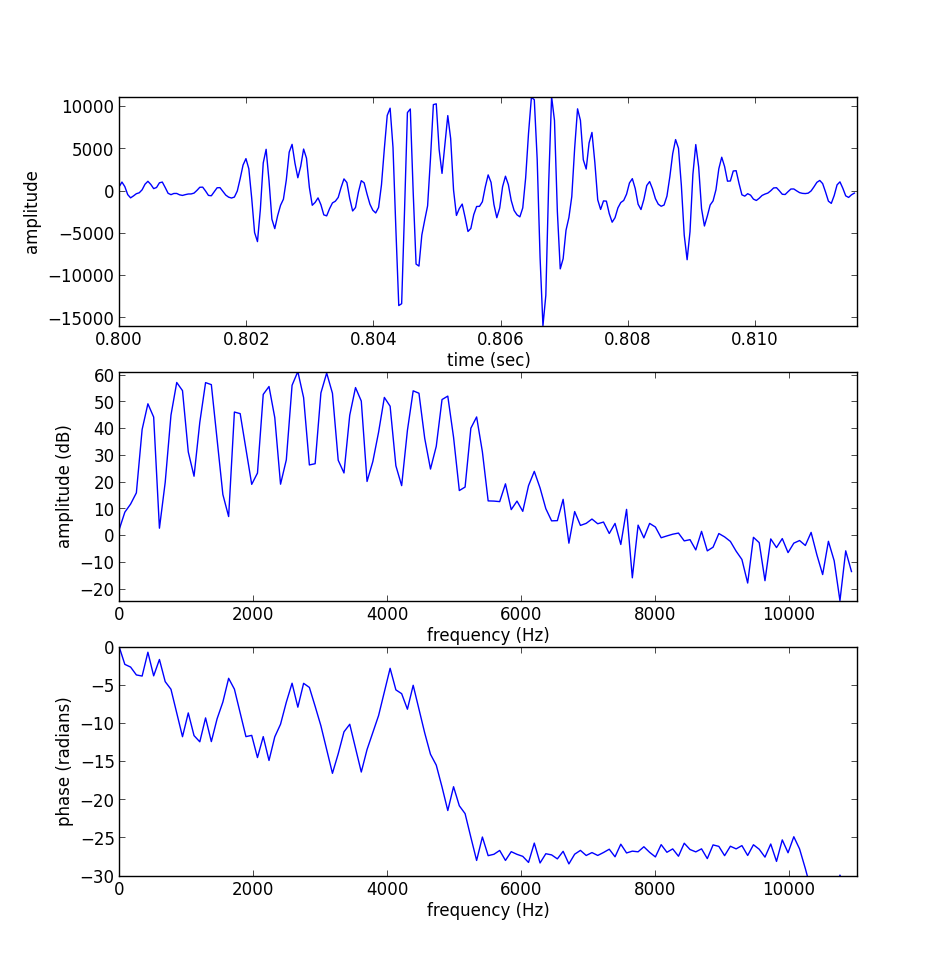 10000
5000
0
−5000
−10000
−15000
amplitude
0.800 0.802 0.804 0.806 0.808 0.810
time (sec)
60
50
40
30
20
10
0
−10
−20
amplitude (dB)
0 2000 4000 6000 8000 10000
frequency (Hz)
0
−5
−10
−15
−20
−25
−30
phase (radians)
0 2000 4000 6000 8000 10000
frequency (Hz)